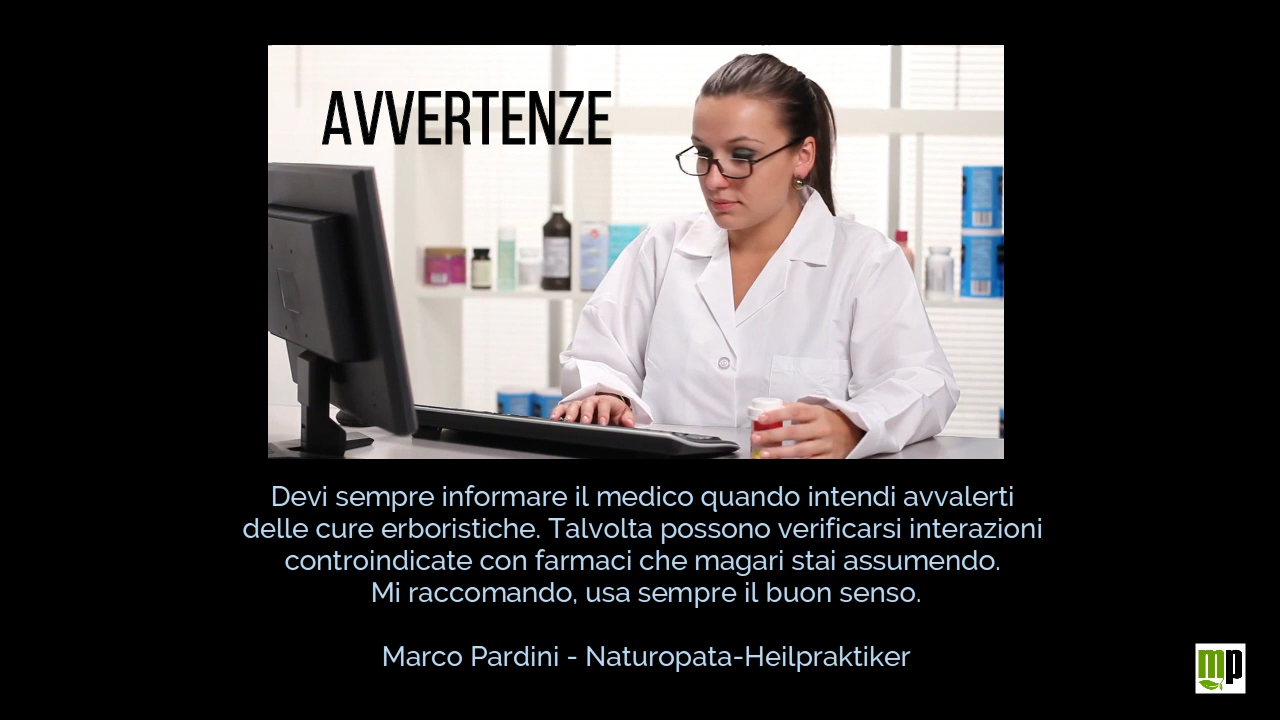 AVVERTENZE
Devi sempre informare il medico quando intendi avvalerti
delle cure erboristiche. Talvolta possono verificarsi interazioni
controindicate con farmaci che magari stai assumendo.
Mi raccomando, usa sempre il buon senso.
Marco Pardini - Naturopata-Heilpraktiker
mp